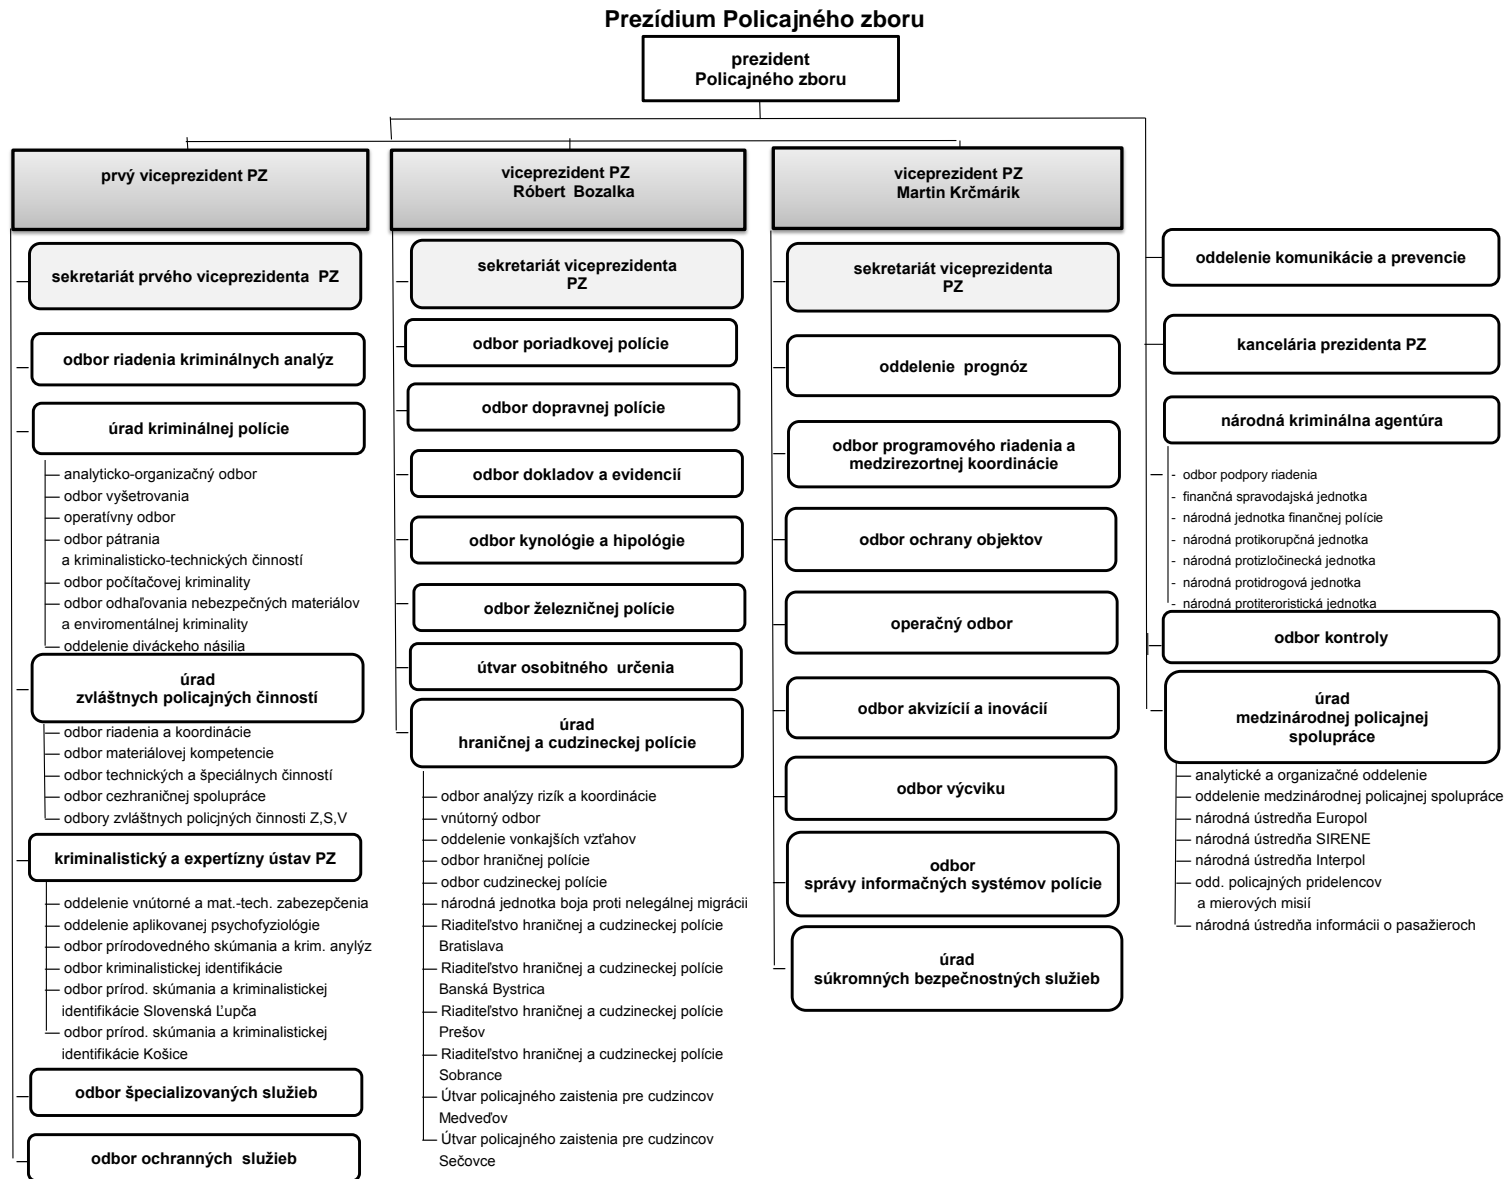 Prezídium Policajného zboru
prezident
Policajného zboru
prvý viceprezident PZ
sekretariát prvého viceprezidenta  PZ
odbor riadenia kriminálnych analýz
úrad kriminálnej polície
analyticko-organizačný odbor
odbor vyšetrovania
operatívny odbor
odbor pátrania
a kriminalisticko-technických činností
odbor počítačovej kriminality
odbor odhaľovania nebezpečných materiálov
a enviromentálnej kriminality
oddelenie diváckeho násilia
úrad
zvláštnych policajných činností
odbor riadenia a koordinácie
odbor materiálovej kompetencie
odbor technických a špeciálnych činností
odbor cezhraničnej spolupráce
odbory zvláštnych policjných činnosti Z,S,V
kriminalistický a expertízny ústav PZ
oddelenie vnútorné a mat.-tech. zabezepčenia
oddelenie aplikovanej psychofyziológie
odbor prírodovedného skúmania a krim. anylýz
odbor kriminalistickej identifikácie
odbor prírod. skúmania a kriminalistickej
identifikácie Slovenská Ľupča
odbor prírod. skúmania a kriminalistickej
identifikácie Košice
odbor špecializovaných služieb
odbor ochranných  služieb
viceprezident PZ
Róbert  Bozalka
sekretariát viceprezidenta
PZ
odbor poriadkovej polície
odbor dopravnej polície
odbor dokladov a evidencií
odbor kynológie a hipológie
odbor železničnej polície
útvar osobitného  určenia
úrad
hraničnej a cudzineckej polície
odbor analýzy rizík a koordinácie
vnútorný odbor
oddelenie vonkajších vzťahov
odbor hraničnej polície
odbor cudzineckej polície
národná jednotka boja proti nelegálnej migrácii
Riaditeľstvo hraničnej a cudzineckej polície
Bratislava
Riaditeľstvo hraničnej a cudzineckej polície
Banská Bystrica
Riaditeľstvo hraničnej a cudzineckej polície
Prešov
Riaditeľstvo hraničnej a cudzineckej polície
Sobrance
Útvar policajného zaistenia pre cudzincov
Medveďov
Útvar policajného zaistenia pre cudzincov
Sečovce
viceprezident PZ
Martin Krčmárik
sekretariát viceprezidenta
PZ
oddelenie  prognóz
odbor programového riadenia a
medzirezortnej koordinácie
odbor ochrany objektov
operačný odbor
odbor akvizícií a inovácií
odbor výcviku
odbor
správy informačných systémov polície
úrad
súkromných bezpečnostných služieb
oddelenie komunikácie a prevencie
kancelária prezidenta PZ
národná kriminálna agentúra
- odbor podpory riadenia
- finančná spravodajská jednotka
- národná jednotka finančnej polície
- národná protikorupčná jednotka
- národná protizločinecká jednotka
- národná protidrogová jednotka
- národná protiteroristická jednotka
odbor kontroly
úrad
medzinárodnej policajnej
spolupráce
analytické a organizačné oddelenie
oddelenie medzinárodnej policajnej spolupráce
národná ústredňa Europol
národná ústredňa SIRENE
národná ústredňa Interpol
odd. policajných pridelencov
a mierových misií
národná ústredňa informácii o pasažieroch